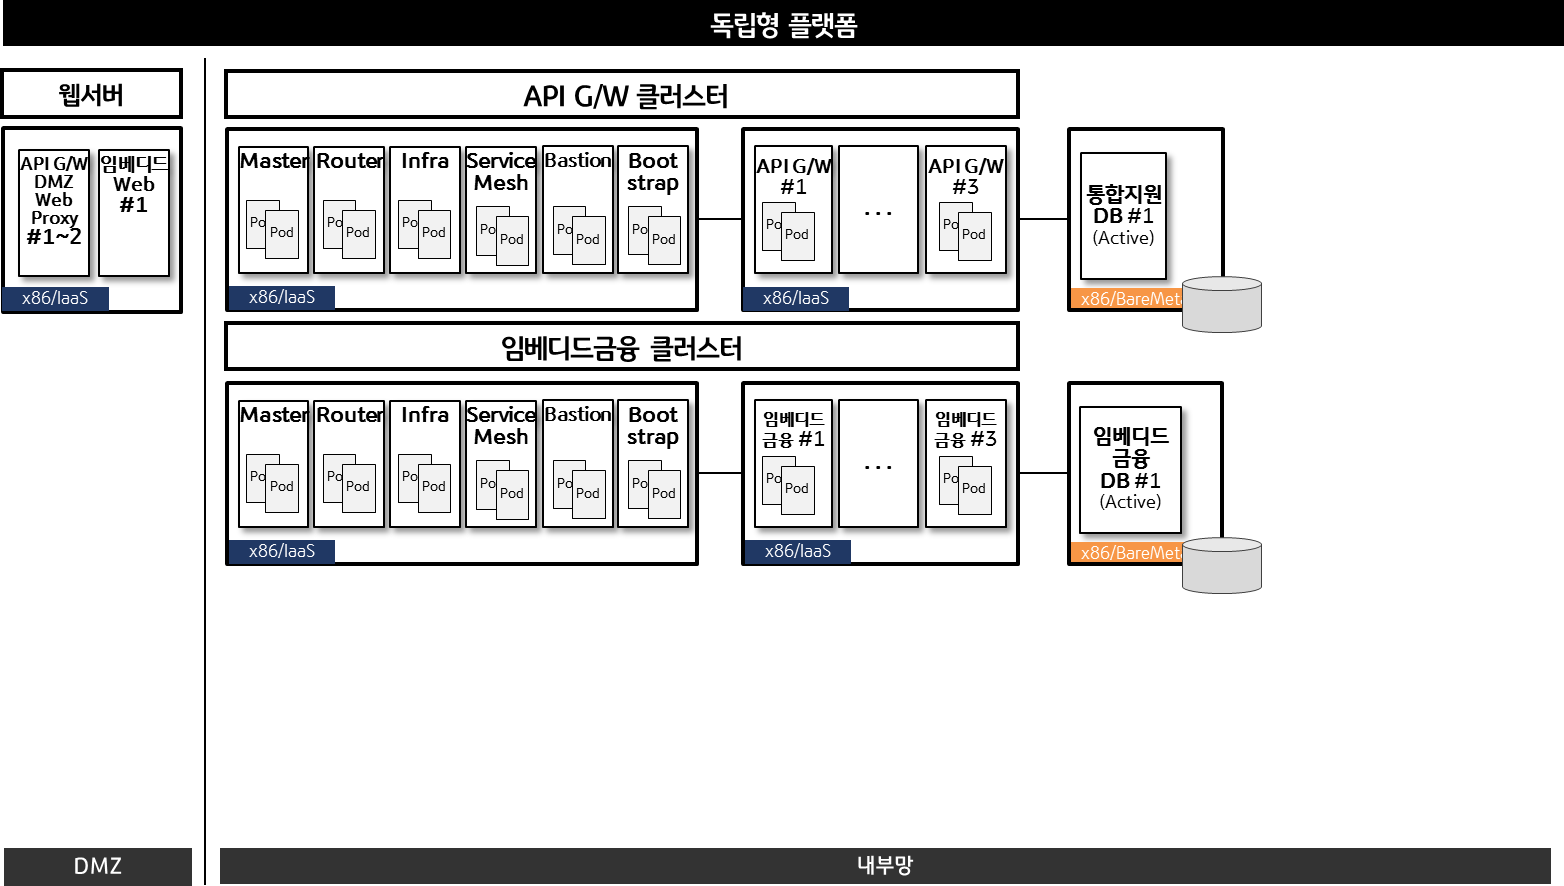 독립형 플랫폼
웹서버
API G/W
DMZ
Web
Proxy
#1~2
임베디드
Web
#1
x86/IaaS
API G/W 클러스터
Master
Pod
Router
Pod
Infra
Pod
Service
Mesh
Pod
Bastion
Pod
Boot
strap
Pod
x86/IaaS
API G/W
#1
Pod
...
API G/W
#3
Pod
x86/IaaS
통합지원
DB #1
(Active)
x86/BareMeta
임베디드금융 클러스터
Master
Pod
Router
Pod
Infra
Pod
Service
Mesh
Pod
Bastion
Pod
Boot
strap
Pod
x86/IaaS
임베디드
금융 #1
Pod
...
임베디드
금융 #3
Pod
x86/IaaS
임베디드
금융
DB #1
(Active)
x86/BareMeta
DMZ
내부망